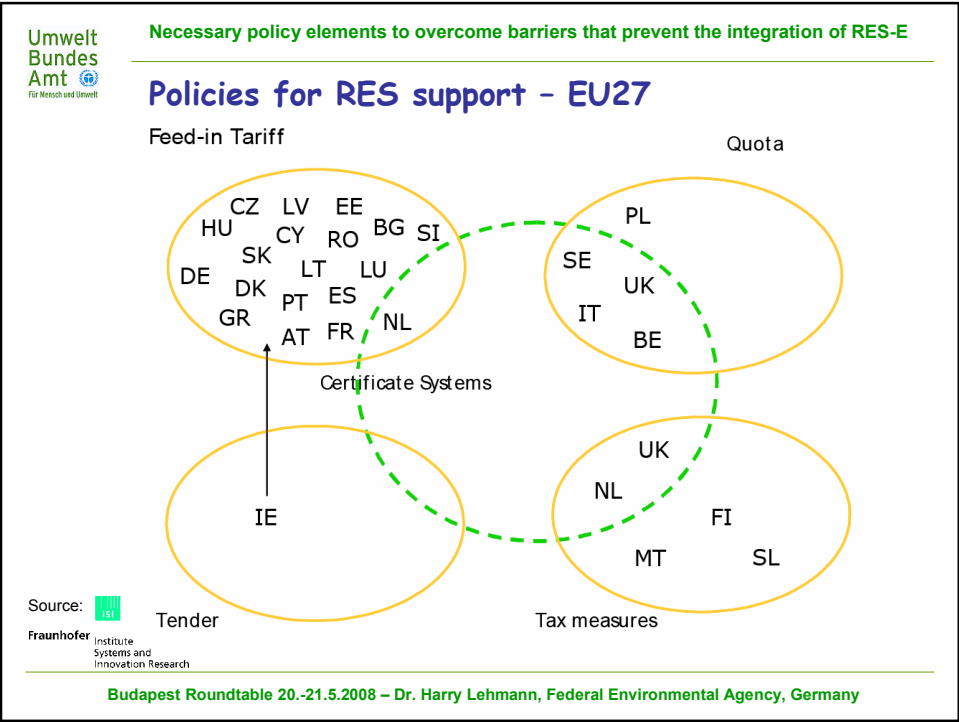 Umwelt
Bundes
Amt
Für Mensch und Umwelt
Necessary policy elements to overcome barriers that prevent the integration of RES-E
Policies for RES support – EU27
Feed-in Tariff
Quota
CZ LV EE
HU CY RO BG SI
SK LT LU
DE DK PT ES
GR AT FR NL
PL
SE
UK
IT
BE
Certificate Systems
IE
UK
NL
FI
MT SL
Tender
Tax measures
Source:
ISI
Fraunhofer Institute
Systems and
Innovation Research
Budapest Roundtable 20.-21.5.2008 – Dr. Harry Lehmann, Federal Environmental Agency, Germany